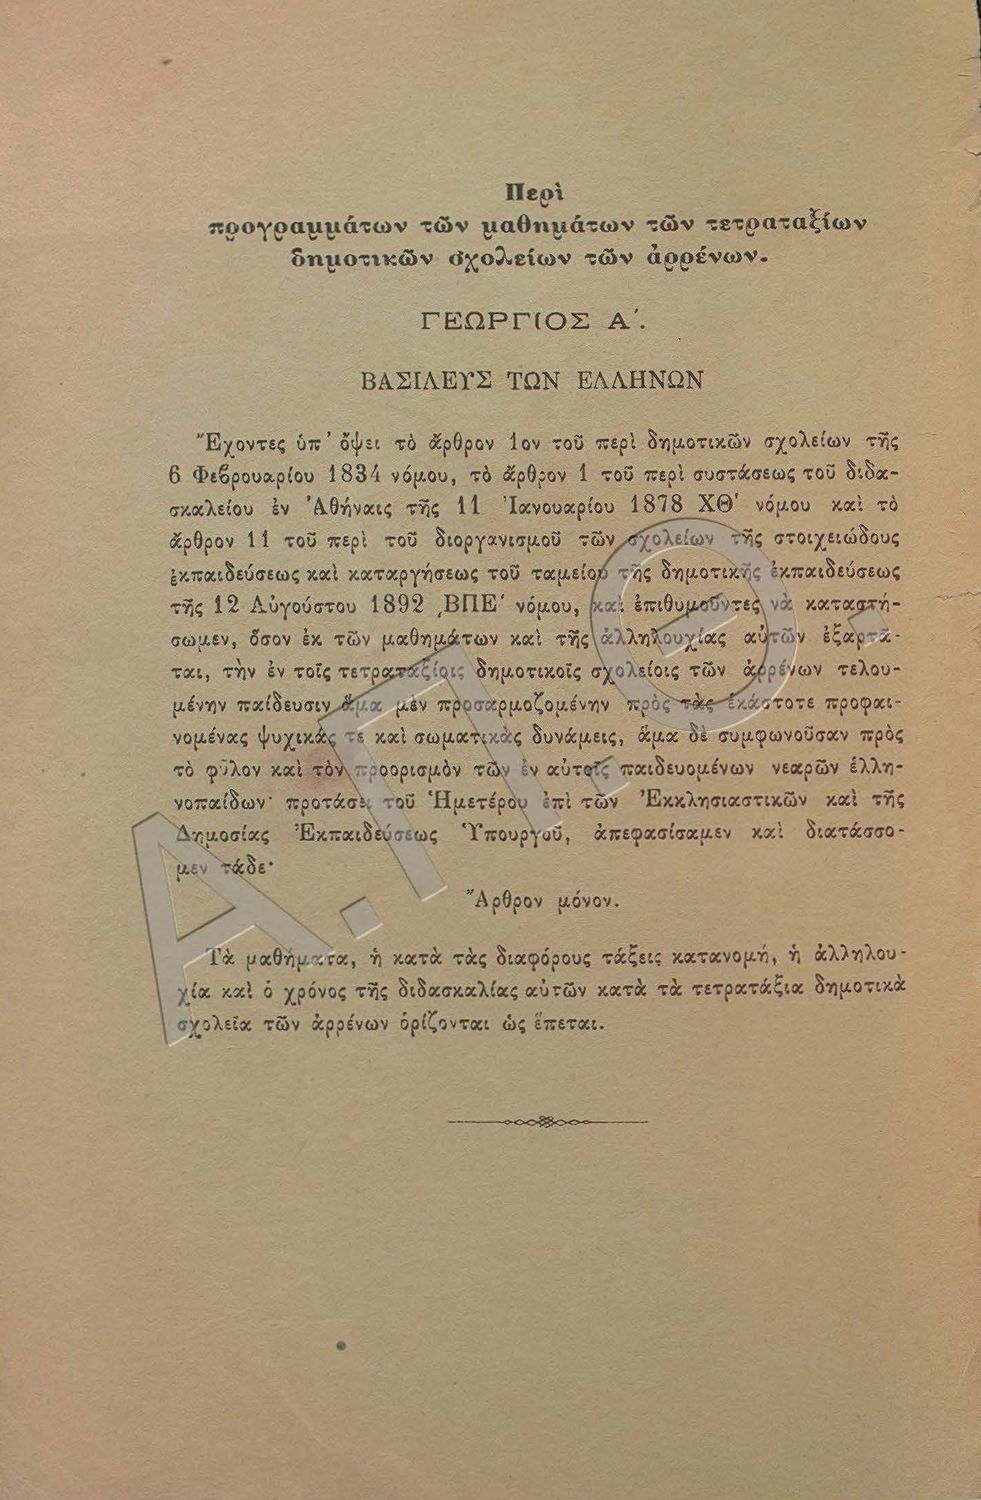 Περὶ
προγραμμάτων τῶν μαθημάτων τῶν τετραταξίων
δημοτικῶν σχολείων τῶν ἀρρένων.
ΓΕΩΡΓΙΟΣ Α΄.
ΒΑΣΙΛΕΥΣ ΤΩΝ ΕΛΛΗΝΩΝ
Ἔχοντες ὑπ' ὄψει τὸ ἄρθρον 1ον τοῦ περὶ δημοτικῶν σχολείων τῆς
6 Φεβρουαρίου 1834 νόμου, τὸ ἄρθρον 1 τοῦ περὶ συστάσεως τοῦ διδα-
σκαλείου ἐν Ἀθήναις τῆς 11 Ἰανουαρίου 1878 ΧΘ΄ νόμου καὶ τὸ
ἄρθρον 11 τοῦ περὶ τοῦ διοργανισμοῦ τῶν σχολείων τῆς στοιχειώδους
ἐκπαιδεύσεως καὶ καταργήσεως τοῦ ταμείου τῆς δημοτικῆς ἐκπαιδεύσεως
τῆς 12 Αὐγούστου 1892 ͵ΒΠΕ΄ νόμου, καὶ ἐπιθυμοῦντες νὰ καταστή-
σωμεν, ὅσον ἐκ τῶν μαθημάτων καὶ τῆς ἀλληλουχίας αὐτῶν ἐξαρτᾶ-
ται, τὴν ἐν τοῖς τετραταξίοις δημοτικοῖς σχολείοις τῶν ἀρρένων τελου-
μένην παίδευσιν ἅμα μὲν προσαρμοζομένην πρὸς τὰς ἑκάστοτε προφαι-
νομένας ψυχικάς τε καὶ σωματικὰς δυνάμεις, ἅμα δὲ συμφωνοῦσαν πρὸς
τὸ φῦλον καὶ τὸν προορισμὸν τῶν ἐν αὐτοῖς παιδευομένων νεαρῶν ἑλλη-
νοπαίδων· προτάσει τοῦ Ἡμετέρου ἐπὶ τῶν Ἐκκλησιαστικῶν καὶ τῆς
Δημοσίας Ἐκπαιδεύσεως Ὑπουργοῦ, ἀπεφασίσαμεν καὶ διατάσσο-
μεν τάδε·
Ἄρθρον μόνον.
Τὰ μαθήματα, ἡ κατὰ τὰς διαφόρους τάξεις κατανομή, ἡ ἀλληλου-
χία καὶ ὁ χρόνος τῆς διδασκαλίας αὐτῶν κατὰ τὰ τετρατάξια δημοτικὰ
σχολεῖα τῶν ἀρρένων ὁρίζονται ὡς ἕπεται.